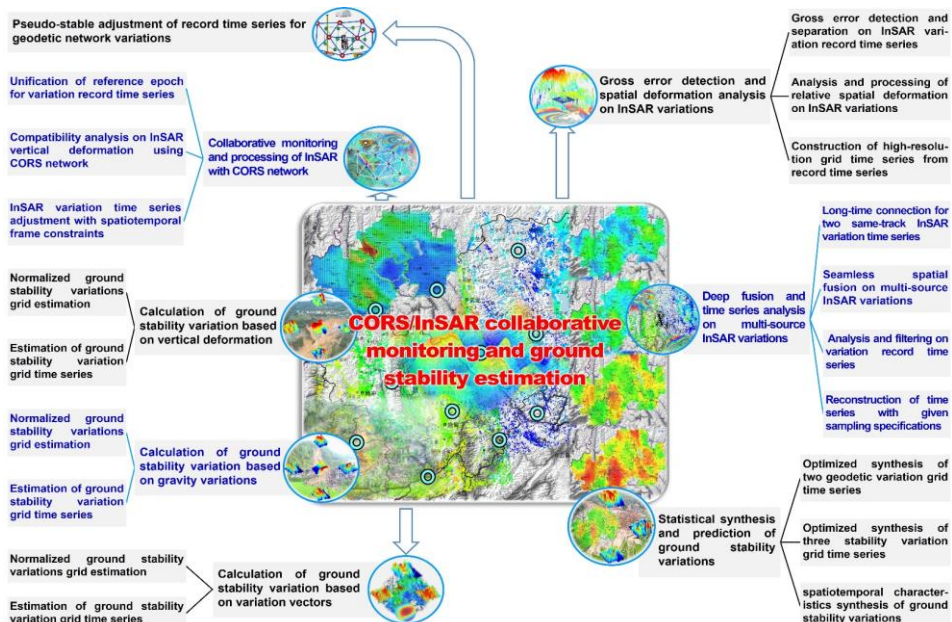 Pseudo-stable adjustment of record time series for
geodetic network variations
Unification of reference epoch
for variation record time series
Compatibility analysis on InSAR
vertical deformation using
CORS network
InSAR variation time series
adjustment with spatiotemporal
frame constraints
Collaborative monitoring
and processing of InSAR
with CORS network
Gross error detection and
spatial deformation analysis
on InSAR variations
Gross error detection and
separation on InSAR vari-
ation record time series
Analysis and processing of
relative spatial deformation
on InSAR variations
Construction of high-resolu-
tion grid time series from
record time series
Normalized ground
stability variations
grid estimation
Estimation of ground
stability variation
grid time series
Calculation of ground
stability variation based
on vertical deformation
CORS/InSAR collaborative
monitoring and ground
stability estimation
Deep fusion and
time series analysis
on multi-source
InSAR variations
Long-time connection for
two same-track InSAR
variation time series
Seamless spatial
fusion on multi-source
InSAR variations
Analysis and filtering on
variation record time
series
Reconstruction of time
series with given
sampling specifications
Normalized ground
stability variations
grid estimation
Estimation of ground
stability variation
grid time series
Calculation of ground
stability variation based
on gravity variations
Statistical synthesis
and prediction of
ground stability
variations
Optimized synthesis of
two geodetic variation grid
time series
Optimized synthesis of
three stability variation
grid time series
spatiotemporal character-
istics synthesis of ground
stability variations
Normalized ground stability
variations grid estimation
Estimation of ground stability
variation grid time series
Calculation of ground
stability variation based
on variation vectors